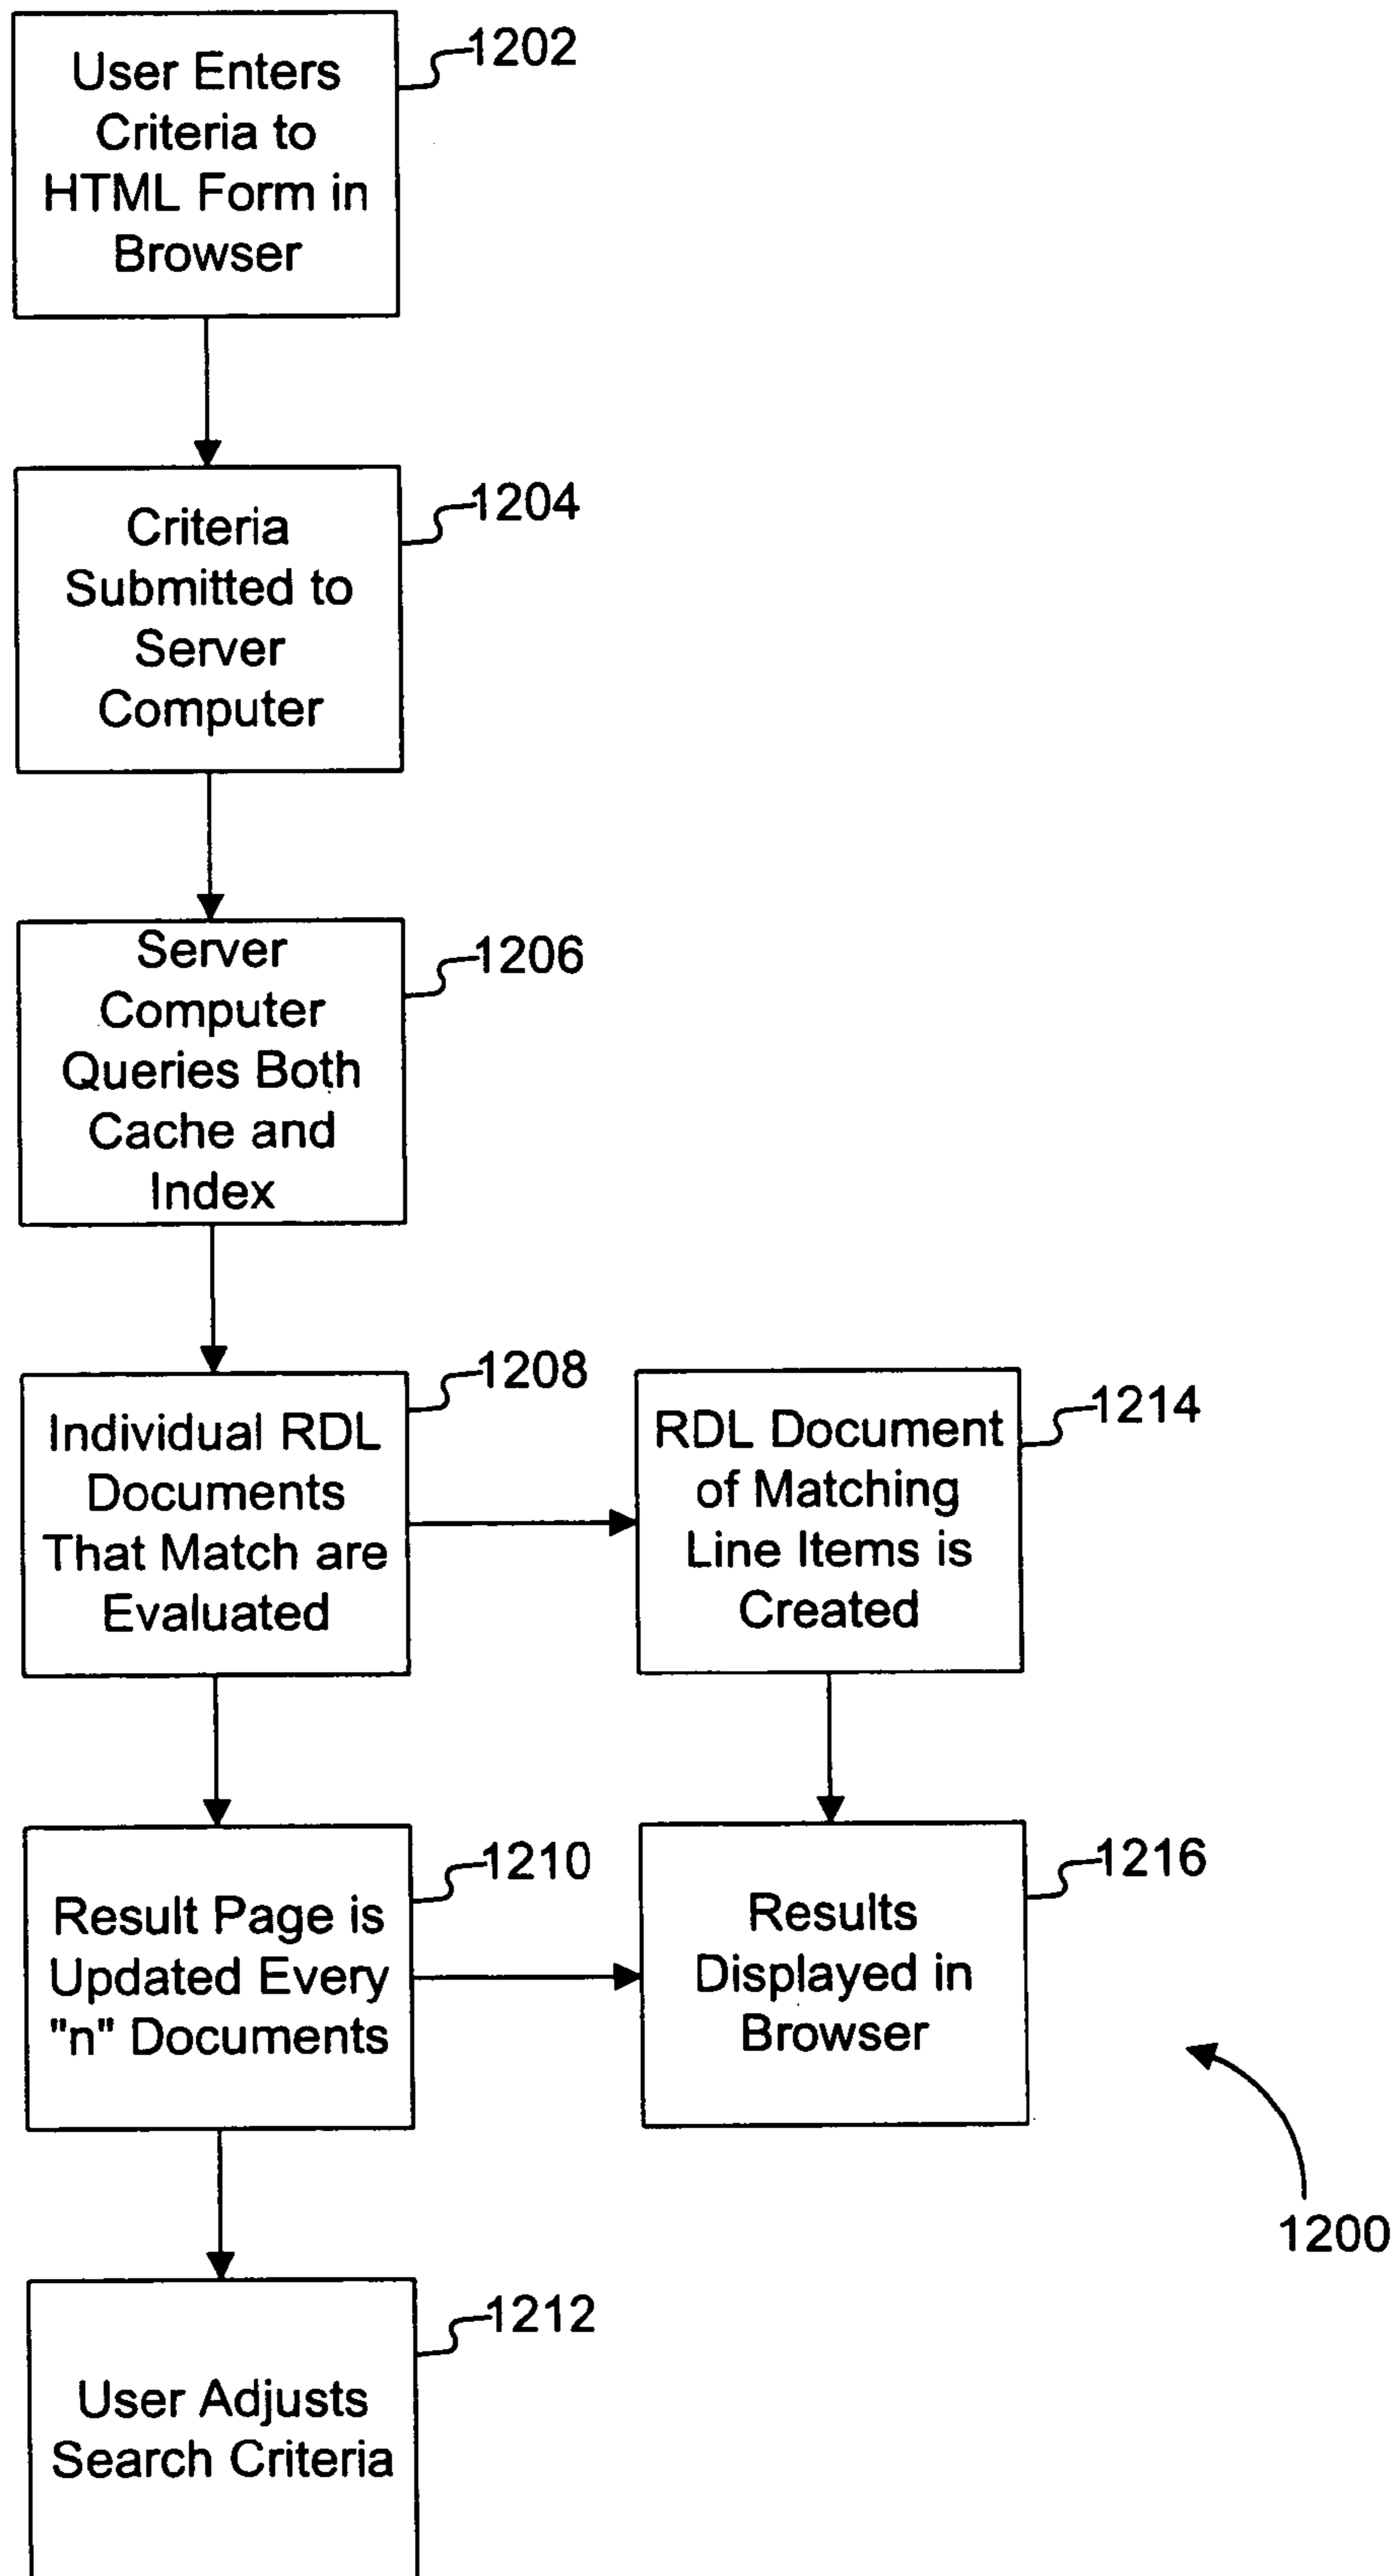 User Enters
Criteria to
HTML Form in
Browser
1202
Criteria
Submitted to
Server
Computer
1204
Server
Computer
Queries Both
Cache and
Index
1206
Individual RDL
Documents
That Match are
Evaluated
1208
RDL Document
of Matching
Line Items is
Created
1214
Result Page is
Updated Every
"n" Documents
1210
Results
Displayed in
Browser
1216
1200
User Adjusts
Search Criteria
1212